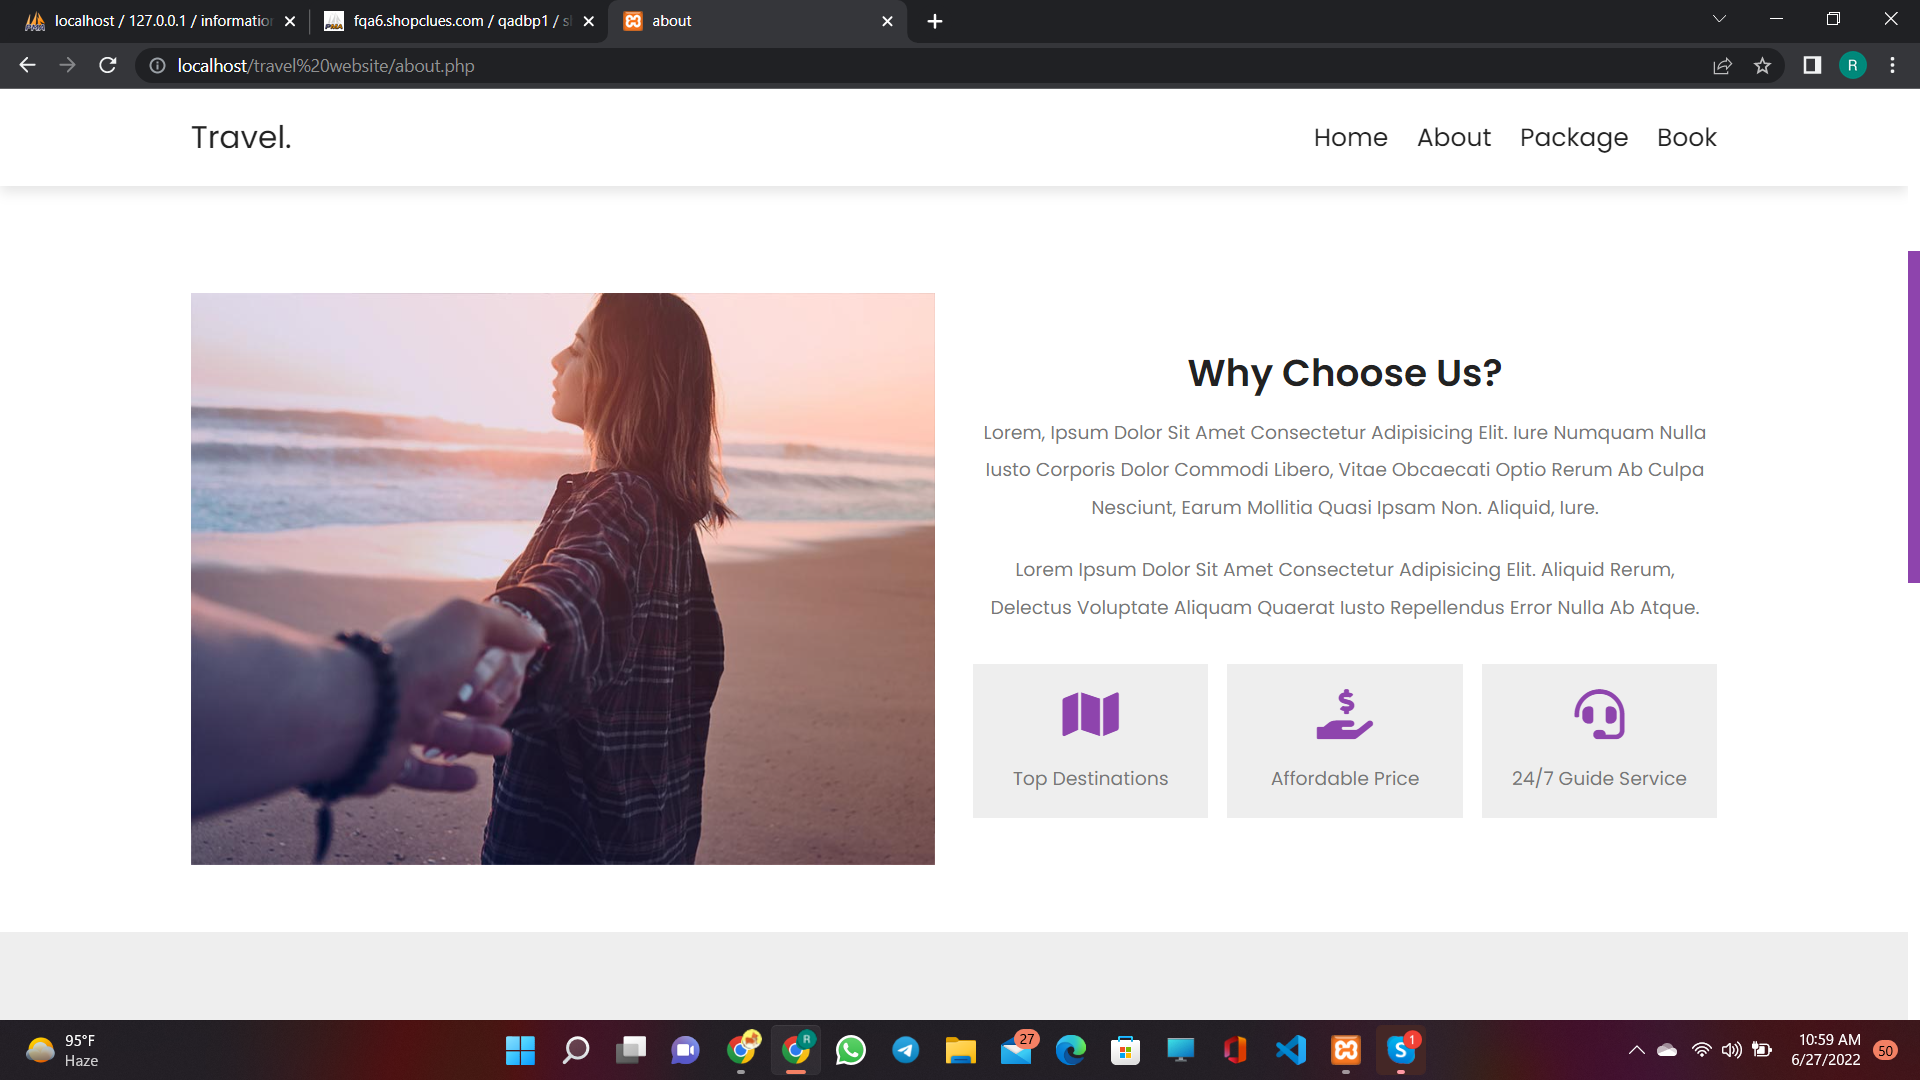 localhost / 127.0.0.1 / informatio
fqa6.shopclues.com / qadbp1 / s
about
localhost/travel%20website/about.php
R
Travel.
Home About Package Book
Why Choose Us?
Lorem, Ipsum Dolor Sit Amet Consectetur Adipisicing Elit. Iure Numquam Nulla
Iusto Corporis Dolor Commodi Libero, Vitae Obcaecati Optio Rerum Ab Culpa
Nesciunt, Earum Mollitia Quasi Ipsam Non. Aliquid, Iure.
Lorem Ipsum Dolor Sit Amet Consectetur Adipisicing Elit. Aliquid Rerum,
Delectus Voluptate Aliquam Quaerat Iusto Repellendus Error Nulla Ab Atque.
Top Destinations
Affordable Price
24/7 Guide Service
95°F
Haze
R
27
1
10:59 AM
6/27/2022
50